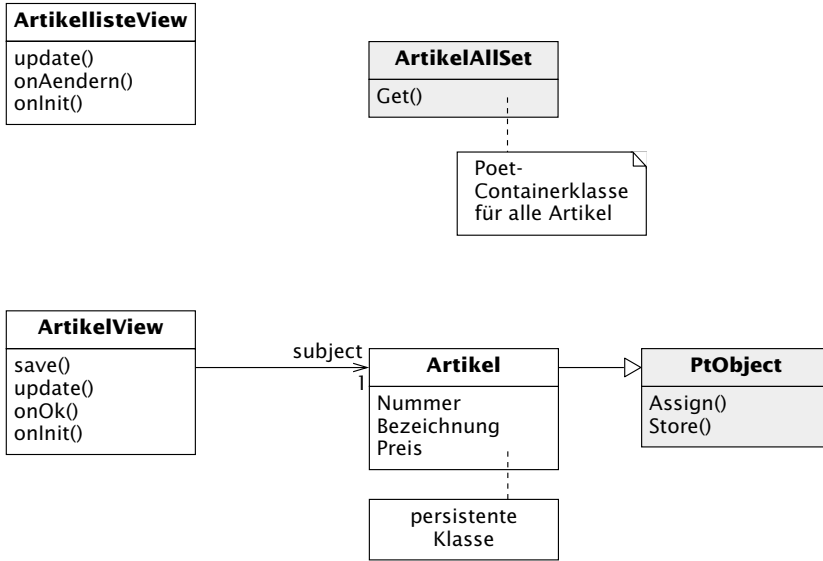 ArtikellisteView
update()
onAendern()
onInit()
ArtikelAllSet
Get()
Poet-
Containerklasse
für alle Artikel
ArtikelView
save()
update()
onOk()
onInit()
subject
1
Artikel
Nummer
Bezeichnung
Preis
persistente
Klasse
PtObject
Assign()
Store()